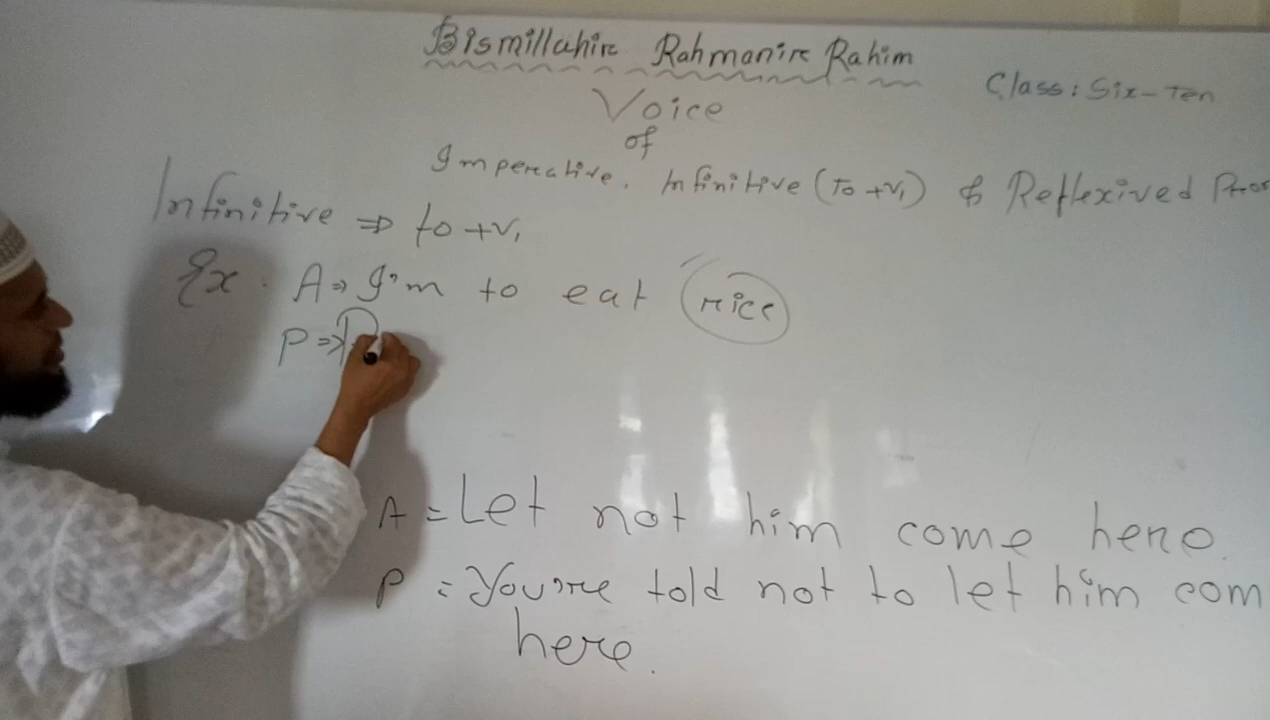 Bismillahir Rahmanir Rahim
Class: Six-Ten
Voice
of
Imperative, Infinitive (To +v₁) & Reflexived
Infinitive ⇒ to +v₁
Ex. A⇒ I'm to eat rice
P⇒
A = Let not him come here.
P = You're told not to let him com
here.